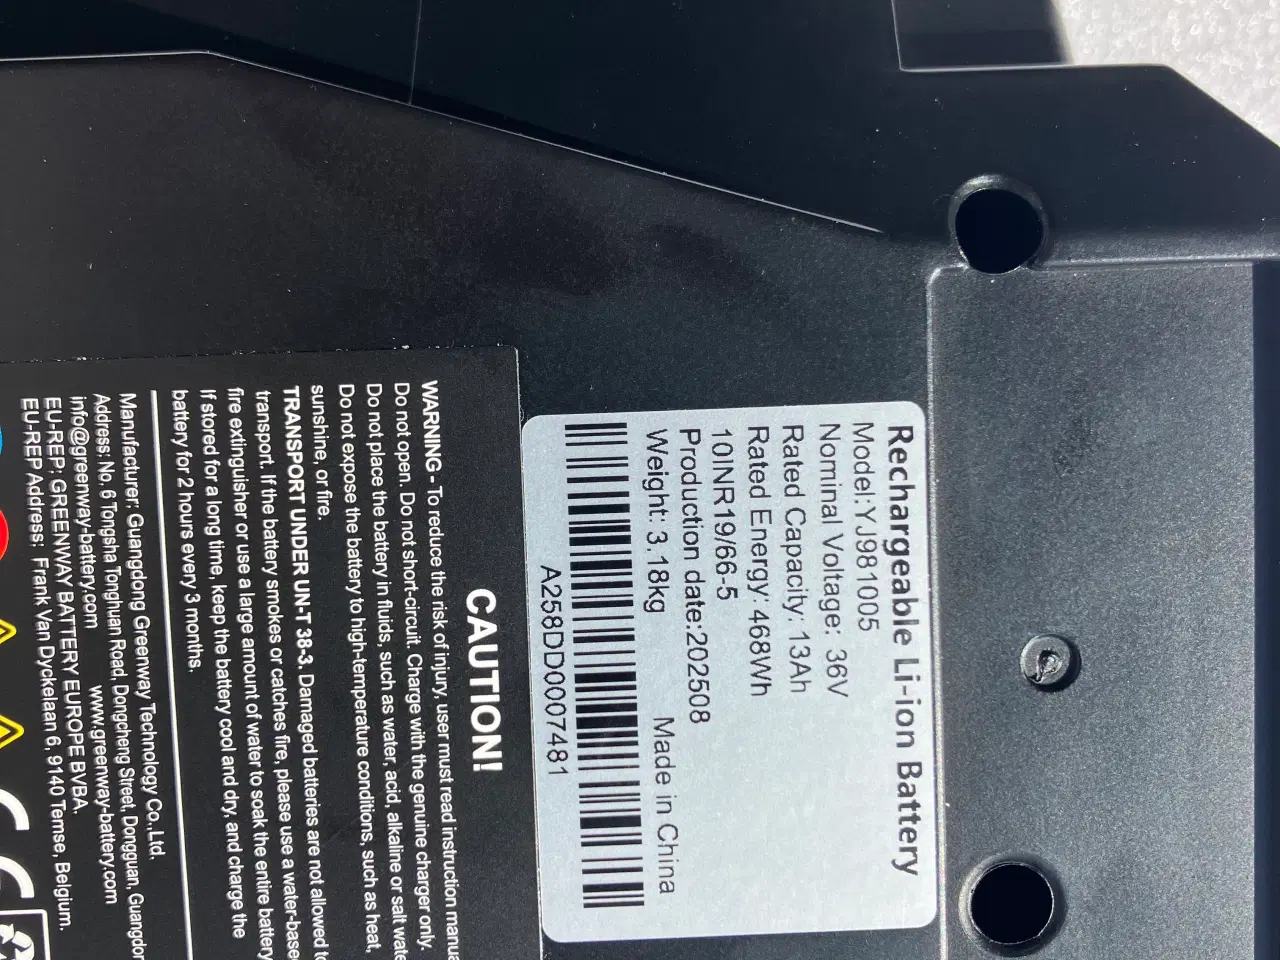 Rechargeable Li-ion Battery
Model:YJ981005
Nominal Voltage: 36V
Rated Capacity: 13Ah
Rated Energy: 468Wh
10INR19/66-5
Production date:202508
Weight: 3.18kg Made in China
A258DD0007481
CAUTION!
WARNING - To reduce the risk of injury, user must read instruction
Do not open. Do not short-circuit. Charge with the genuine charger only.
Do not place the battery in fluids, such as water, acid, alkaline or salt
Do not expose the battery to high-temperature conditions, such as heat,
sunshine, or fire.
TRANSPORT UNDER UN-T 38-3. Damaged batteries are not allowed
transport. If the battery smokes or catches fire, please use a
fire extinguisher or use a large amount of water to soak the entire battery
If stored for a long time, keep the battery cool and dry, and charge the
battery for 2 hours every 3 months.
Manufacturer: Guangdong Greenway Technology Co.,Ltd.
Address: No. 6 Tongsha Tonghuan Road, Dongcheng Street, Dongguan,
info@greenway-battery.com www.greenway-battery.com
EU-REP: GREENWAY BATTERY EUROPE BVBA.
EU-REP Address: Frank Van Dyckelaan 6, 9140 Temse, Belgium.
CE